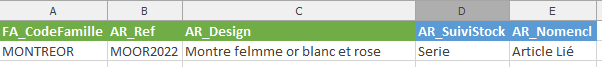 A B C D E
FA_CodeFamille AR_Ref AR_Design AR_SuiviStock AR_Nomencl
MONTREOR MOOR2022 Montre felmme or blanc et rose Serie Article Lié